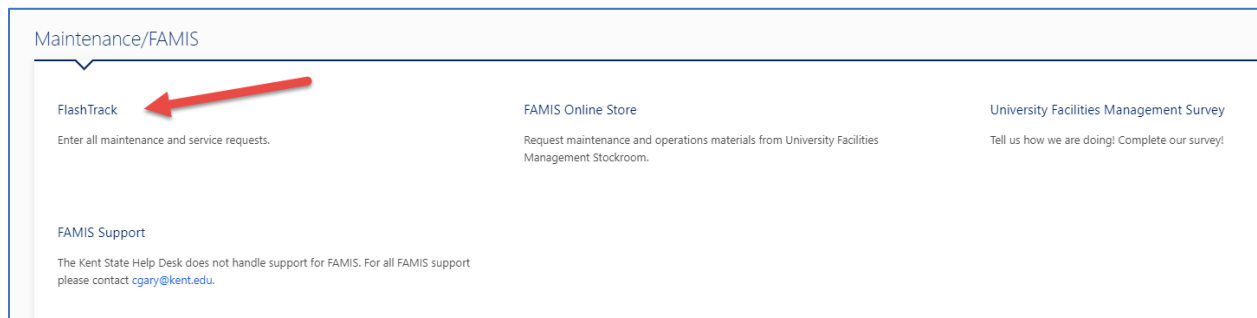 Maintenance/FAMIS
FlashTrack
Enter all maintenance and service requests.
FAMIS Online Store
Request maintenance and operations materials from University Facilities
Management Stockroom.
University Facilities Management Survey
Tell us how we are doing! Complete our survey!
FAMIS Support
The Kent State Help Desk does not handle support for FAMIS. For all FAMIS support
please contact cgary@kent.edu.